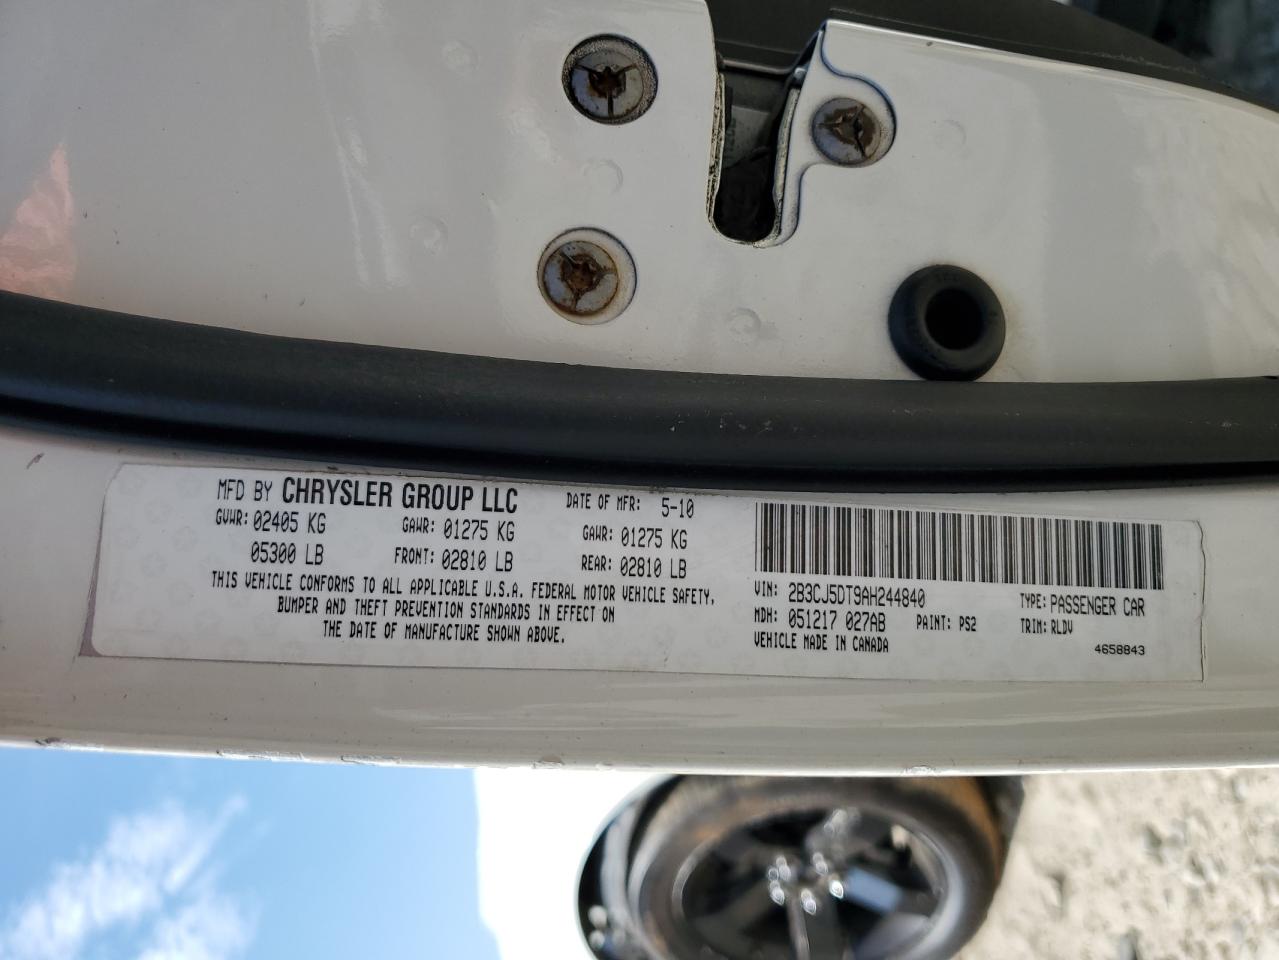 MFD BY CHRYSLER GROUP LLC DATE OF MFR: 5-10
GVWR: 02405 KG GAWR: 01275 KG GAWR: 01275 KG
05300 LB FRONT: 02810 LB REAR: 02810 LB
THIS VEHICLE CONFORMS TO ALL APPLICABLE U.S.A. FEDERAL MOTOR VEHICLE SAFETY,
BUMPER AND THEFT PREVENTION STANDARDS IN EFFECT ON
THE DATE OF MANUFACTURE SHOWN ABOVE.
VIN: 2B3CJ5DT9AH244840 TYPE: PASSENGER CAR
MDH: 051217 027AB PAINT: PS2 TRIM: RLDV
VEHICLE MADE IN CANADA 4658843